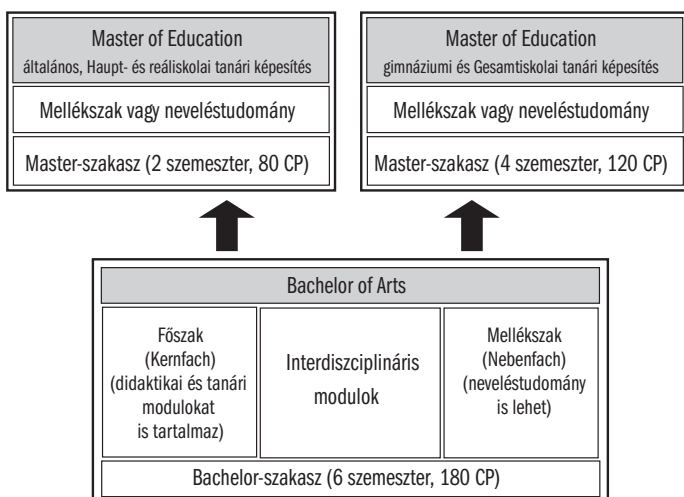 Master of Education
általános, Haupt- és reáliskolai tanári képesítés
Mellékszak vagy neveléstudomány
Master-szakasz (2 szemeszter, 80 CP)
Master of Education
gimnáziumi és Gesamtiskolai tanári képesítés
Mellékszak vagy neveléstudomány
Master-szakasz (4 szemeszter, 120 CP)
Bachelor of Arts
Főszak
(Kernfach)
(didaktikai és tanári
modulokat
is tartalmaz)
Interdiszciplináris
modulok
Mellékszak
(Nebenfach)
(neveléstudomány
is lehet)
Bachelor-szakasz (6 szemeszter, 180 CP)